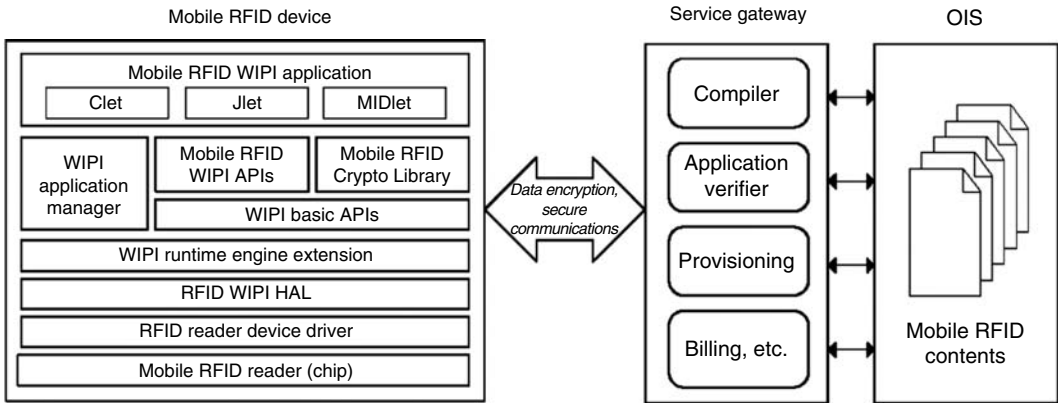 Mobile RFID device
Service gateway
OIS
Mobile RFID WIPI application
Clet
Jlet
MIDlet
WIPI
application
manager
Mobile RFID
WIPI APIs
Mobile RFID
Crypto Library
WIPI basic APIs
WIPI runtime engine extension
RFID WIPI HAL
RFID reader device driver
Mobile RFID reader (chip)
Data encryption,
secure
communications
Compiler
Application
verifier
Provisioning
Billing, etc.
Mobile RFID
contents